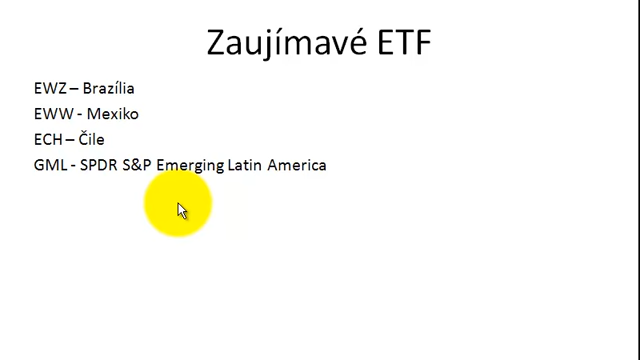 Zaujímavé ETF
EWZ – Brazília
EWW - Mexiko
ECH – Čile
GML - SPDR S&P Emerging Latin America